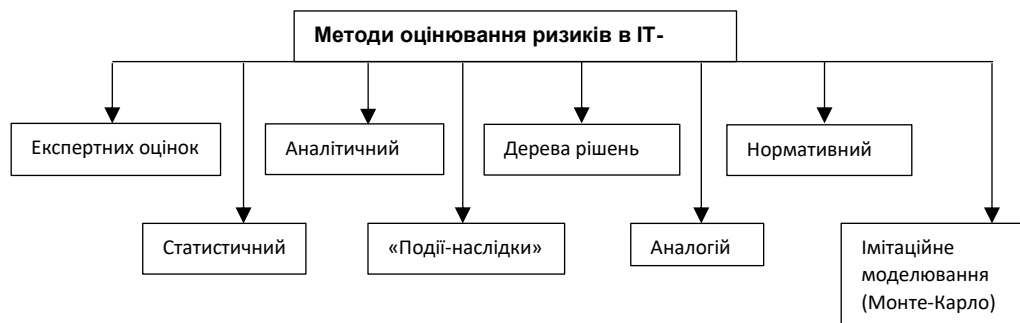 Методи оцінювання ризиків в ІТ-
Експертних оцінок
Аналітичний
Дерева рішень
Нормативний
Статистичний
«Події-наслідки»
Аналогій
Імітаційне
моделювання
(Монте-Карло)